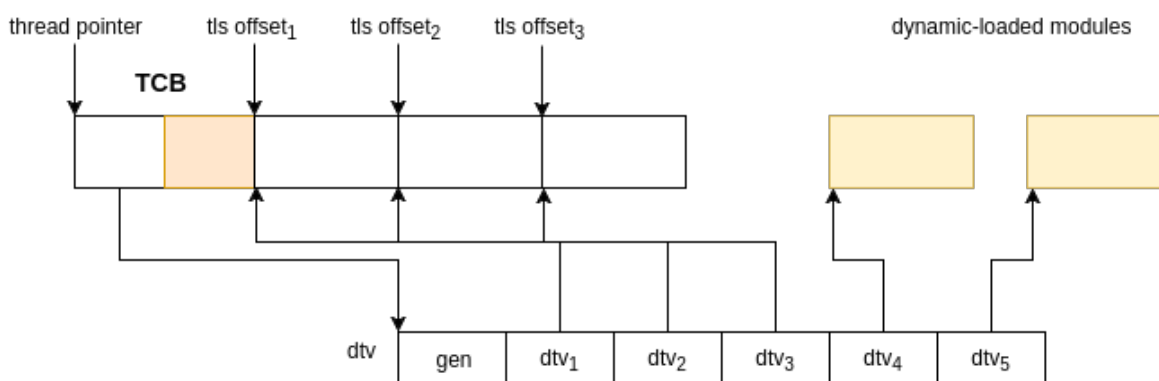 thread pointer
tls offset1
tls offset2
tls offset3
dynamic-loaded modules
TCB
dtv
gen
dtv1
dtv2
dtv3
dtv4
dtv5